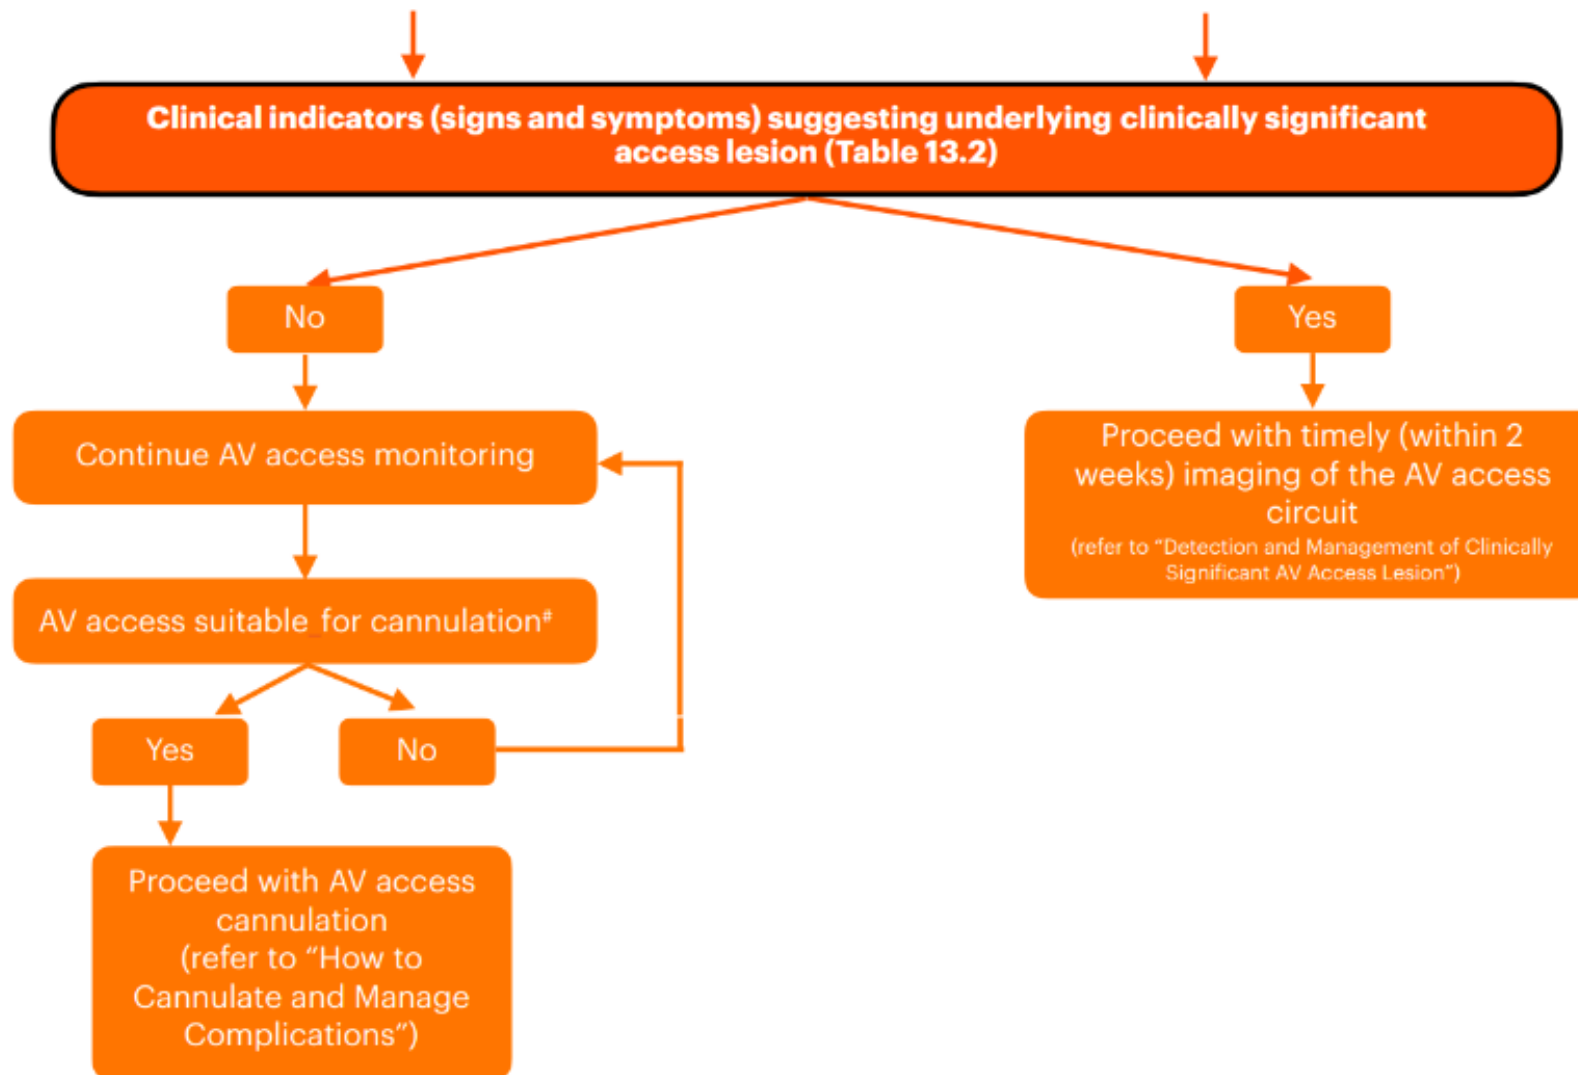 Clinical indicators (signs and symptoms) suggesting underlying clinically significant
access lesion (Table 13.2)
No
Yes
Continue AV access monitoring
Proceed with timely (within 2
weeks) imaging of the AV access
circuit
(refer to “Detection and Management of Clinically
Significant AV Access Lesion”)
AV access suitable_for cannulation#
Yes
No
Proceed with AV access
cannulation
(refer to “How to
Cannulate and Manage
Complications”)